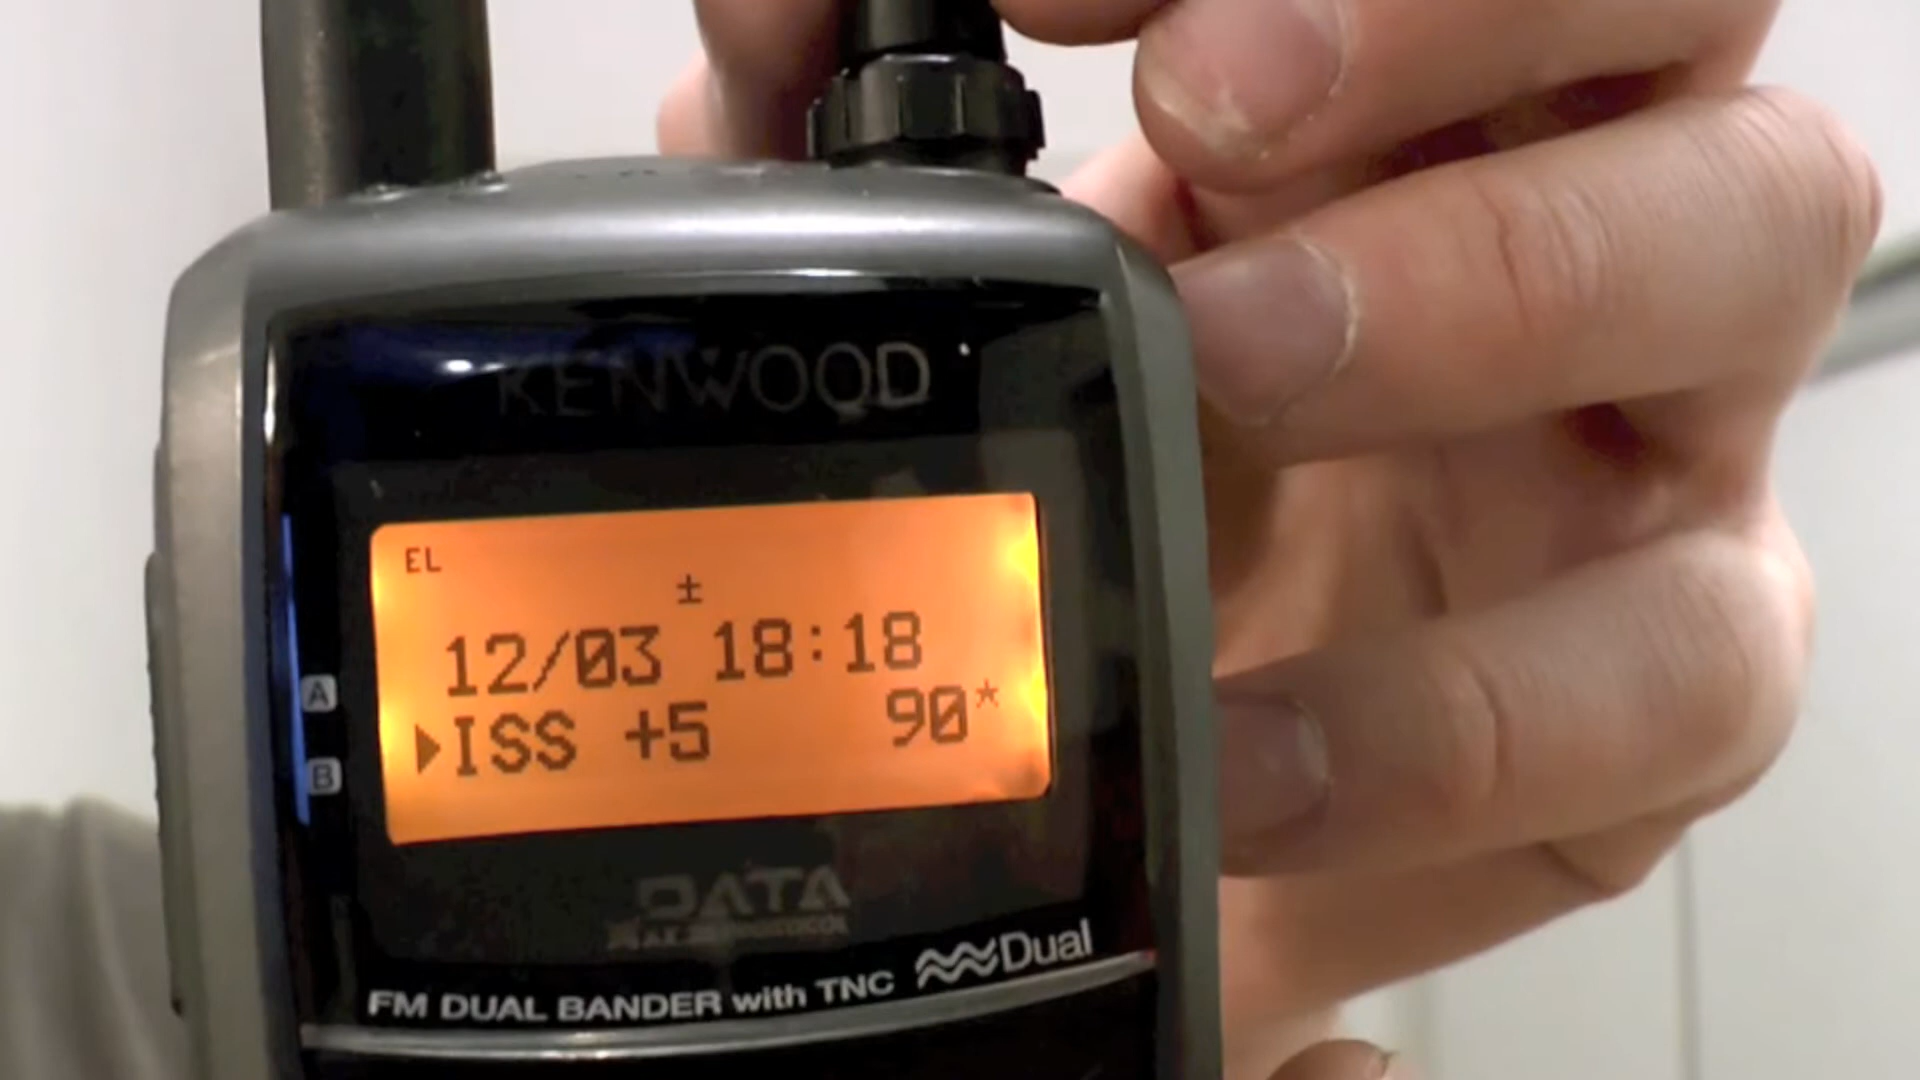 KENWOOD
EL
±
12/03 18:18
▶ISS +5 90*
A
B
DATA
FM DUAL BANDER with TNC Dual